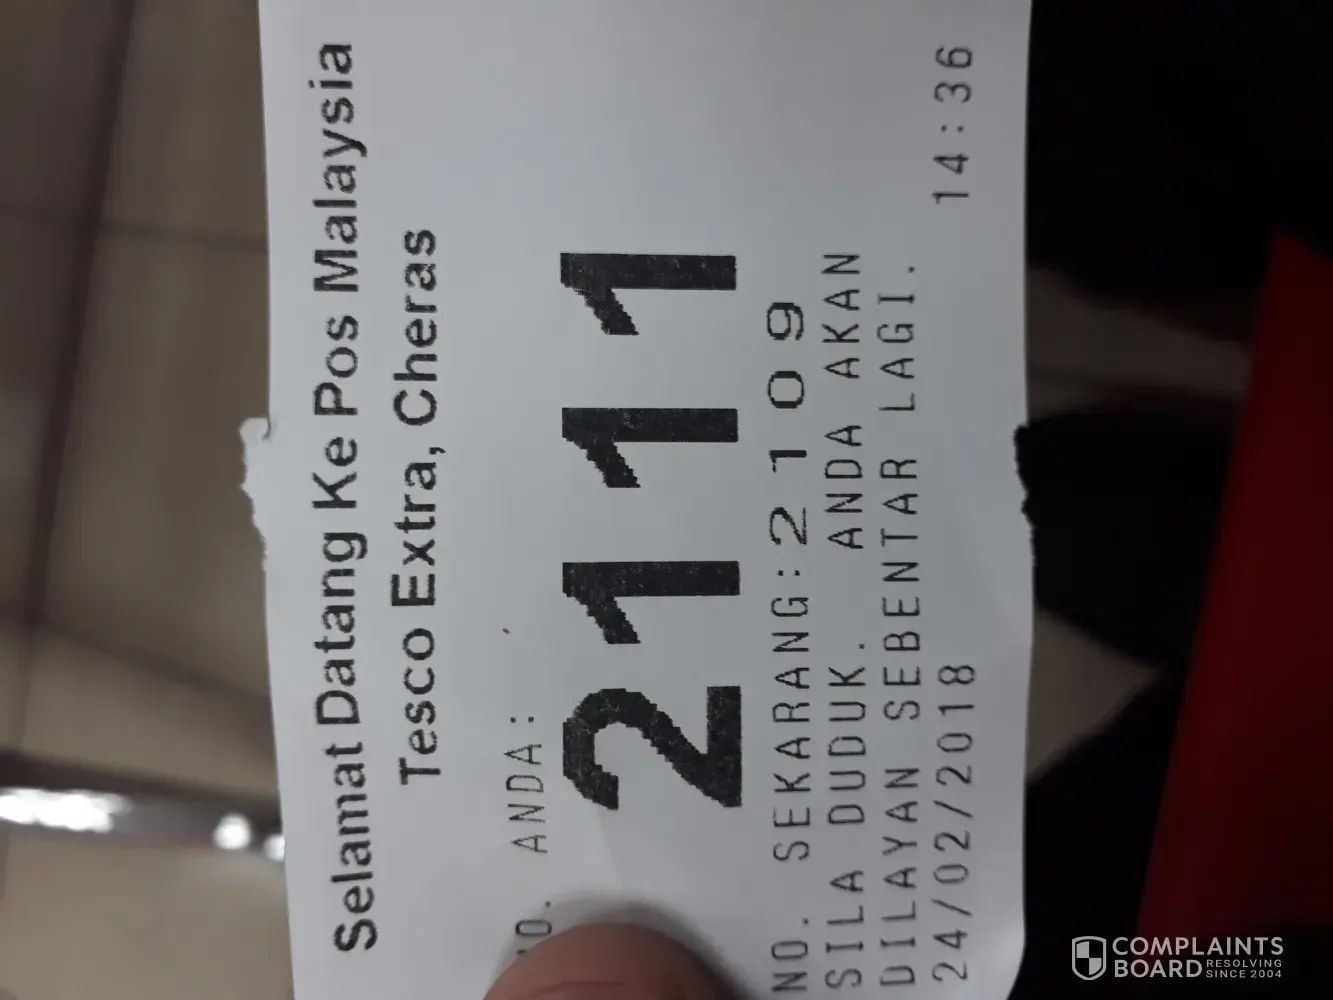 Selamat Datang Ke Pos Malaysia
Tesco Extra, Cheras
NO. ANDA:
2111
NO. SEKARANG:2109
SILA DUDUK. ANDA AKAN
DILAYAN SEBENTAR LAGI.
24/02/2018 14:36
COMPLAINTS
BOARD RESOLVING
SINCE 2004